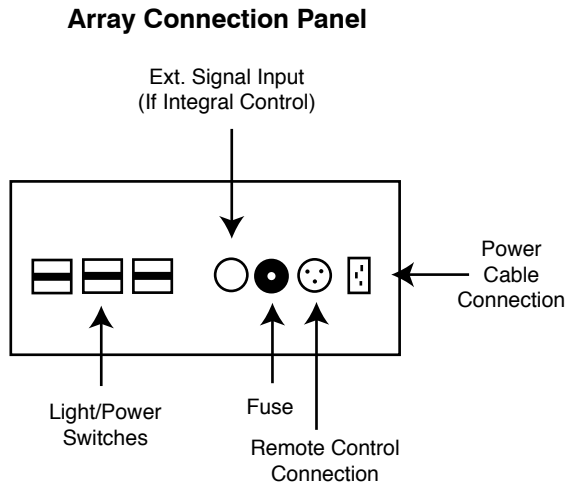 Array Connection Panel
Ext. Signal Input
(If Integral Control)
Power
Cable
Connection
Light/Power
Switches
Fuse
Remote Control
Connection